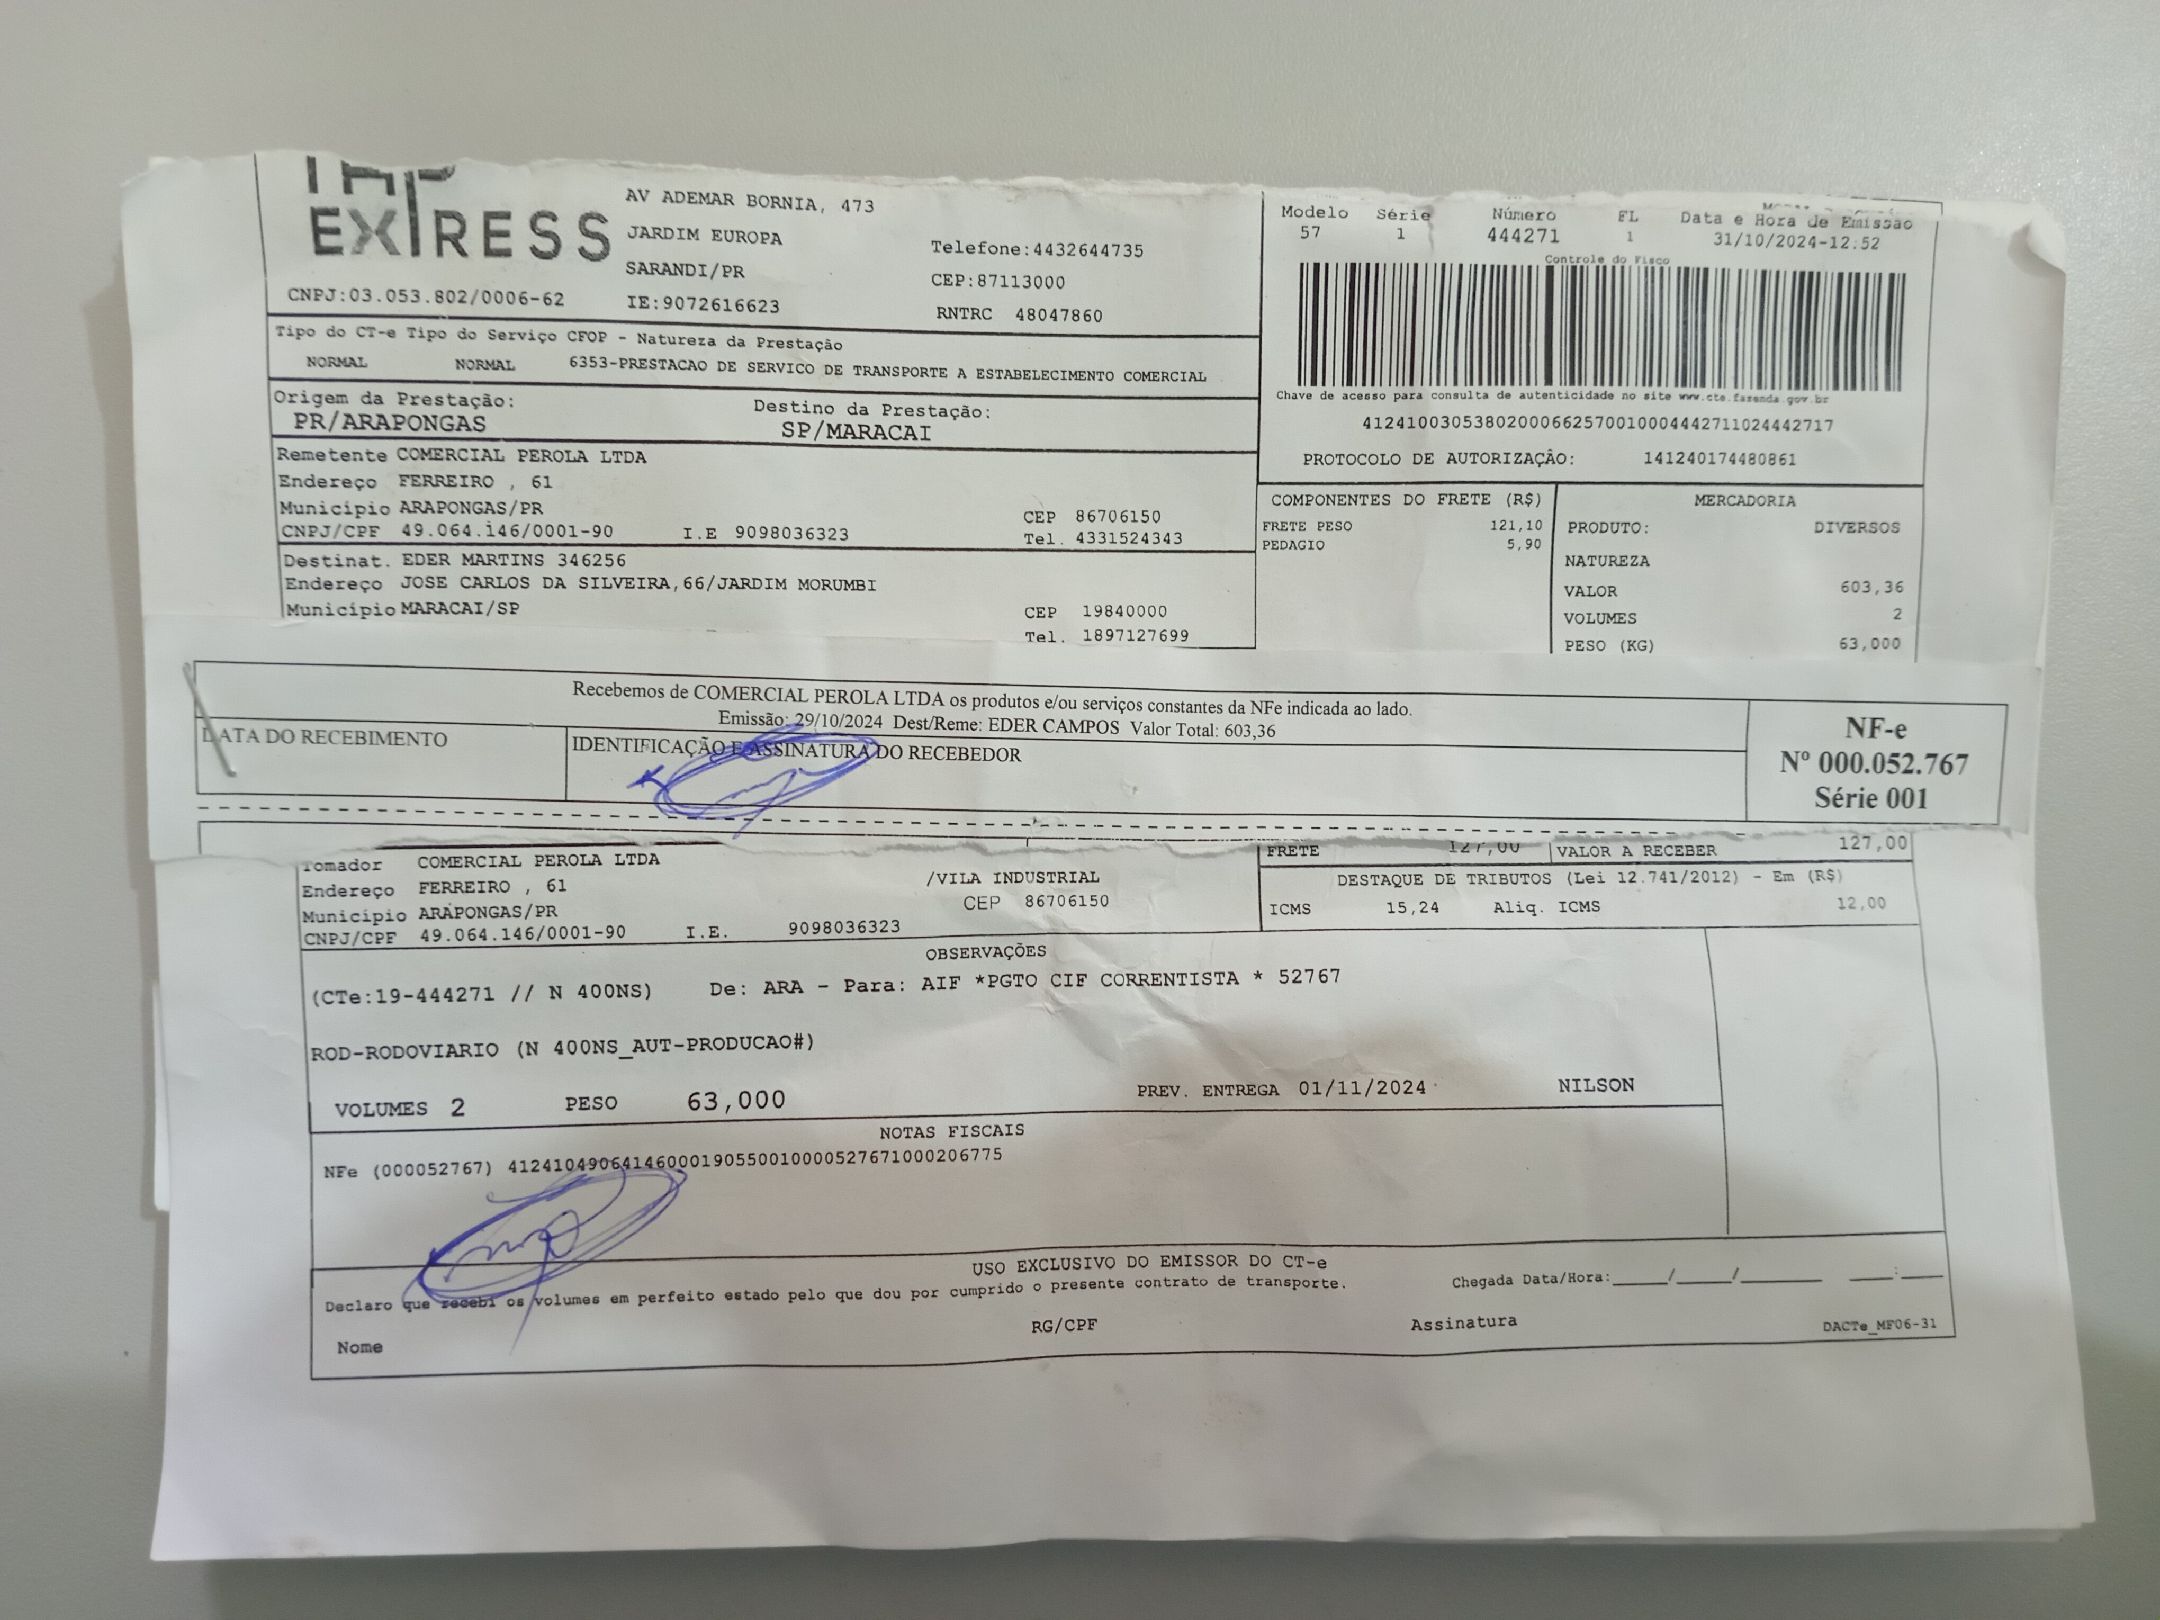 EXTRESS
AV ADEMAR BORNIA, 473
JARDIM EUROPA
SARANDI/PR
IE:9072616623
Telefone:4432644735
CEP:87113000
RNTRC 48047860
CNPJ:03.053.802/0006-62
Modelo Série Número FL Data e Hora de Emissão
57 1 444271 1 31/10/2024-12:52
Controle do Fisco
Chave de acesso para consulta de autenticidade no site www.cte.fazenda.gov.br
41241003053802000662570010004442711024442717
PROTOCOLO DE AUTORIZAÇÃO: 141240174480861
Tipo do CT-e Tipo do Serviço CFOP - Natureza da Prestação
NORMAL NORMAL 6353-PRESTACAO DE SERVICO DE TRANSPORTE A ESTABELECIMENTO COMERCIAL
Origem da Prestação: Destino da Prestação:
PR/ARAPONGAS SP/MARACAI
Remetente COMERCIAL PEROLA LTDA
Endereço FERREIRO , 61
Município ARAPONGAS/PR CEP 86706150
CNPJ/CPF 49.064.146/0001-90 I.E 9098036323 Tel. 4331524343
Destinat. EDER MARTINS 346256
Endereço JOSE CARLOS DA SILVEIRA,66/JARDIM MORUMBI
Município MARACAI/SP CEP 19840000
Tel. 1897127699
COMPONENTES DO FRETE (R$)
FRETE PESO 121,10
PEDAGIO 5,90
MERCADORIA
PRODUTO: DIVERSOS
NATUREZA
VALOR 603,36
VOLUMES 2
PESO (KG) 63,000
Recebemos de COMERCIAL PEROLA LTDA os produtos e/ou serviços constantes da NFe indicada ao lado.
Emissão: 29/10/2024 Dest/Reme: EDER CAMPOS Valor Total: 603,36
DATA DO RECEBIMENTO
IDENTIFICAÇÃO E ASSINATURA DO RECEBEDOR
NF-e
Nº 000.052.767
Série 001
Tomador COMERCIAL PEROLA LTDA
Endereço FERREIRO , 61 /VILA INDUSTRIAL
Município ARAPONGAS/PR CEP 86706150
CNPJ/CPF 49.064.146/0001-90 I.E. 9098036323
FRETE 127,00 VALOR A RECEBER 127,00
DESTAQUE DE TRIBUTOS (Lei 12.741/2012) - Em (R$)
ICMS 15,24 Aliq. ICMS 12,00
OBSERVAÇÕES
(CTe:19-444271 // N 400NS) De: ARA - Para: AIF *PGTO CIF CORRENTISTA * 52767
ROD-RODOVIARIO (N 400NS_AUT-PRODUCAO#)
VOLUMES 2 PESO 63,000 PREV. ENTREGA 01/11/2024 NILSON
NOTAS FISCAIS
NFe (000052767) 41241049064146000190550010000527671000206775
USO EXCLUSIVO DO EMISSOR DO CT-e
Declaro que recebi os volumes em perfeito estado pelo que dou por cumprido o presente contrato de transporte.
Chegada Data/Hora:_____/_____/_______ ____:____
Nome RG/CPF Assinatura DACTe_MF06-31